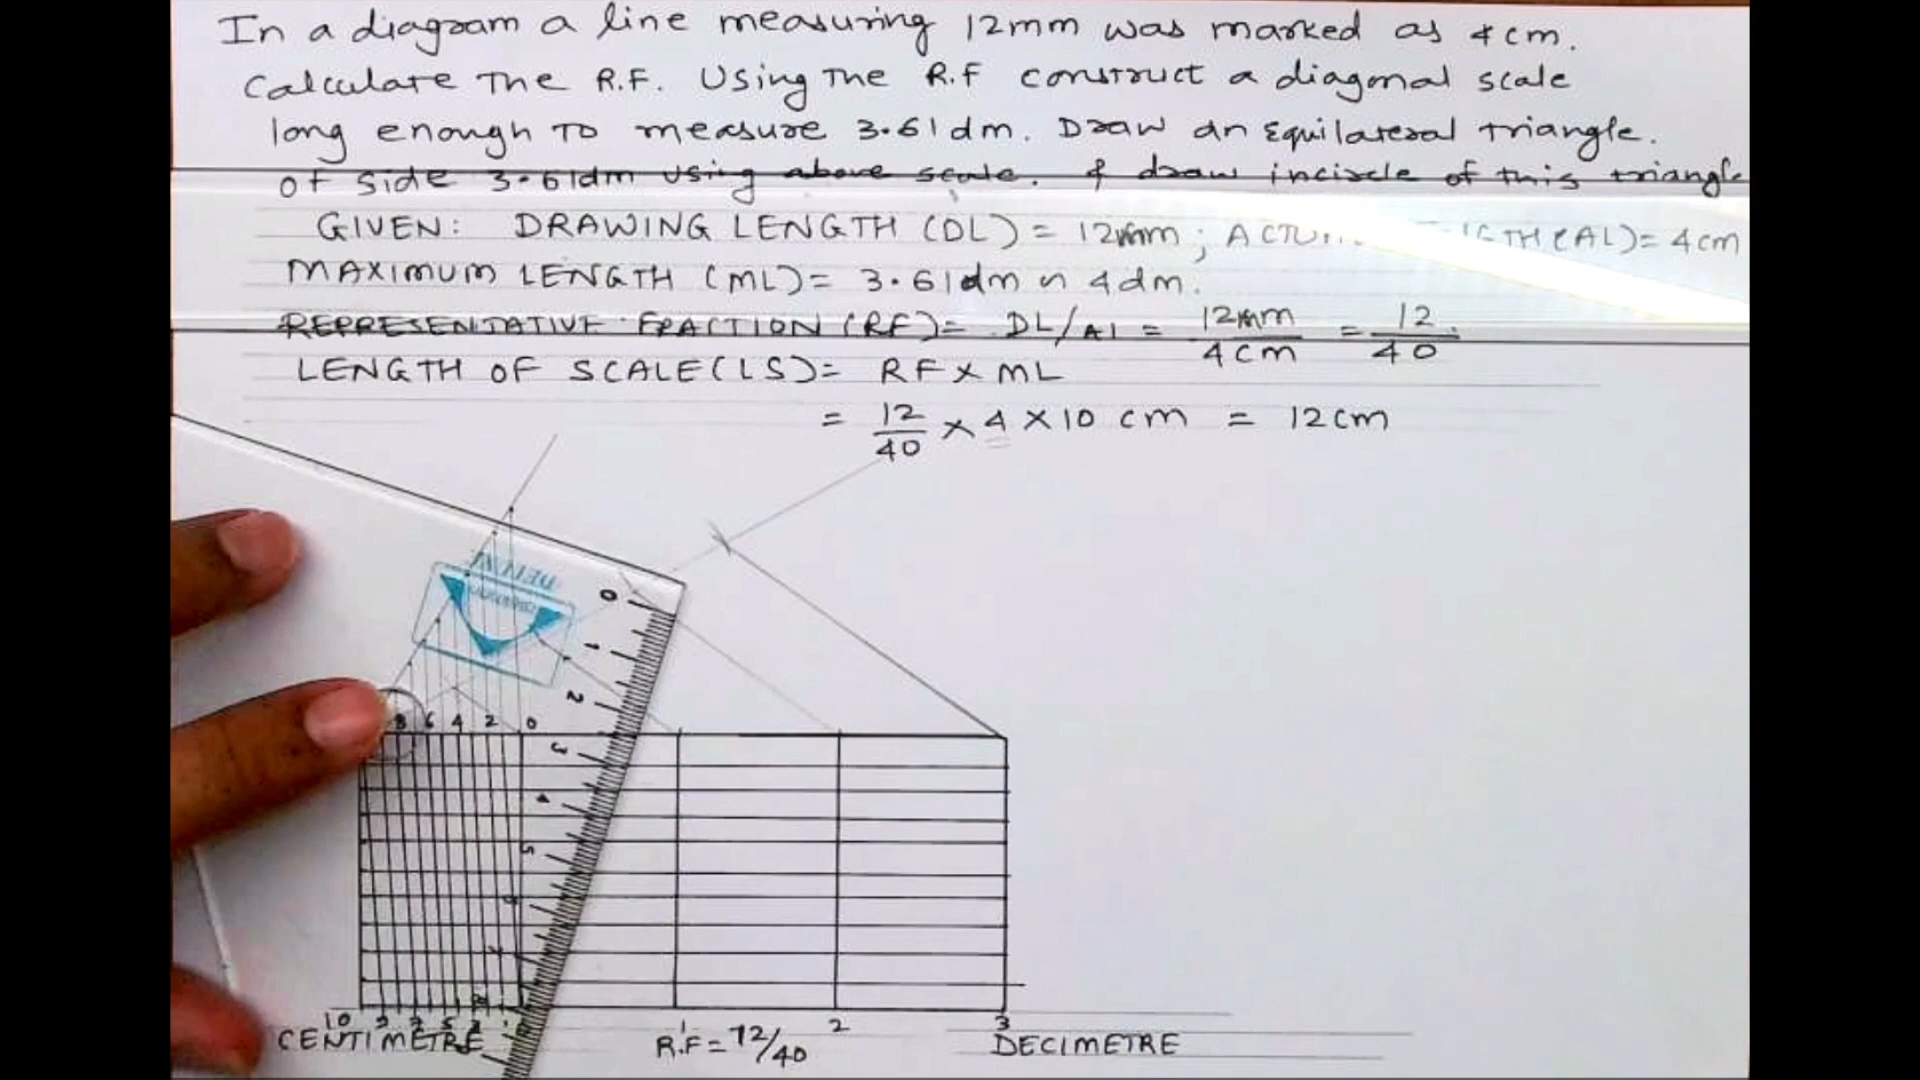 In a diagram a line measuring 12mm was marked as 4cm.
Calculate The R.F. Using The R.F construct a diagonal scale
long enough To measure 3.61dm. Draw an Equilateral triangle.
of side 3.61dm using above scale. & draw incircle of this triangle
GIVEN: DRAWING LENGTH (DL) = 12mm; (AL)= 4cm
MAXIMUM LENGTH (ML)= 3.61dm ~ 4dm.
REPRESENTATIVE FRACTION (RF)= DL/AL = 12mm/4cm = 12/40.
LENGTH OF SCALE(LS)= RF X ML
= 12/40 X 4 X 10 cm = 12cm
0
1
2
8 6 4 2 0
3
4
5
10 2 3
CENTIMETRE R.F = 12/40 DECIMETRE